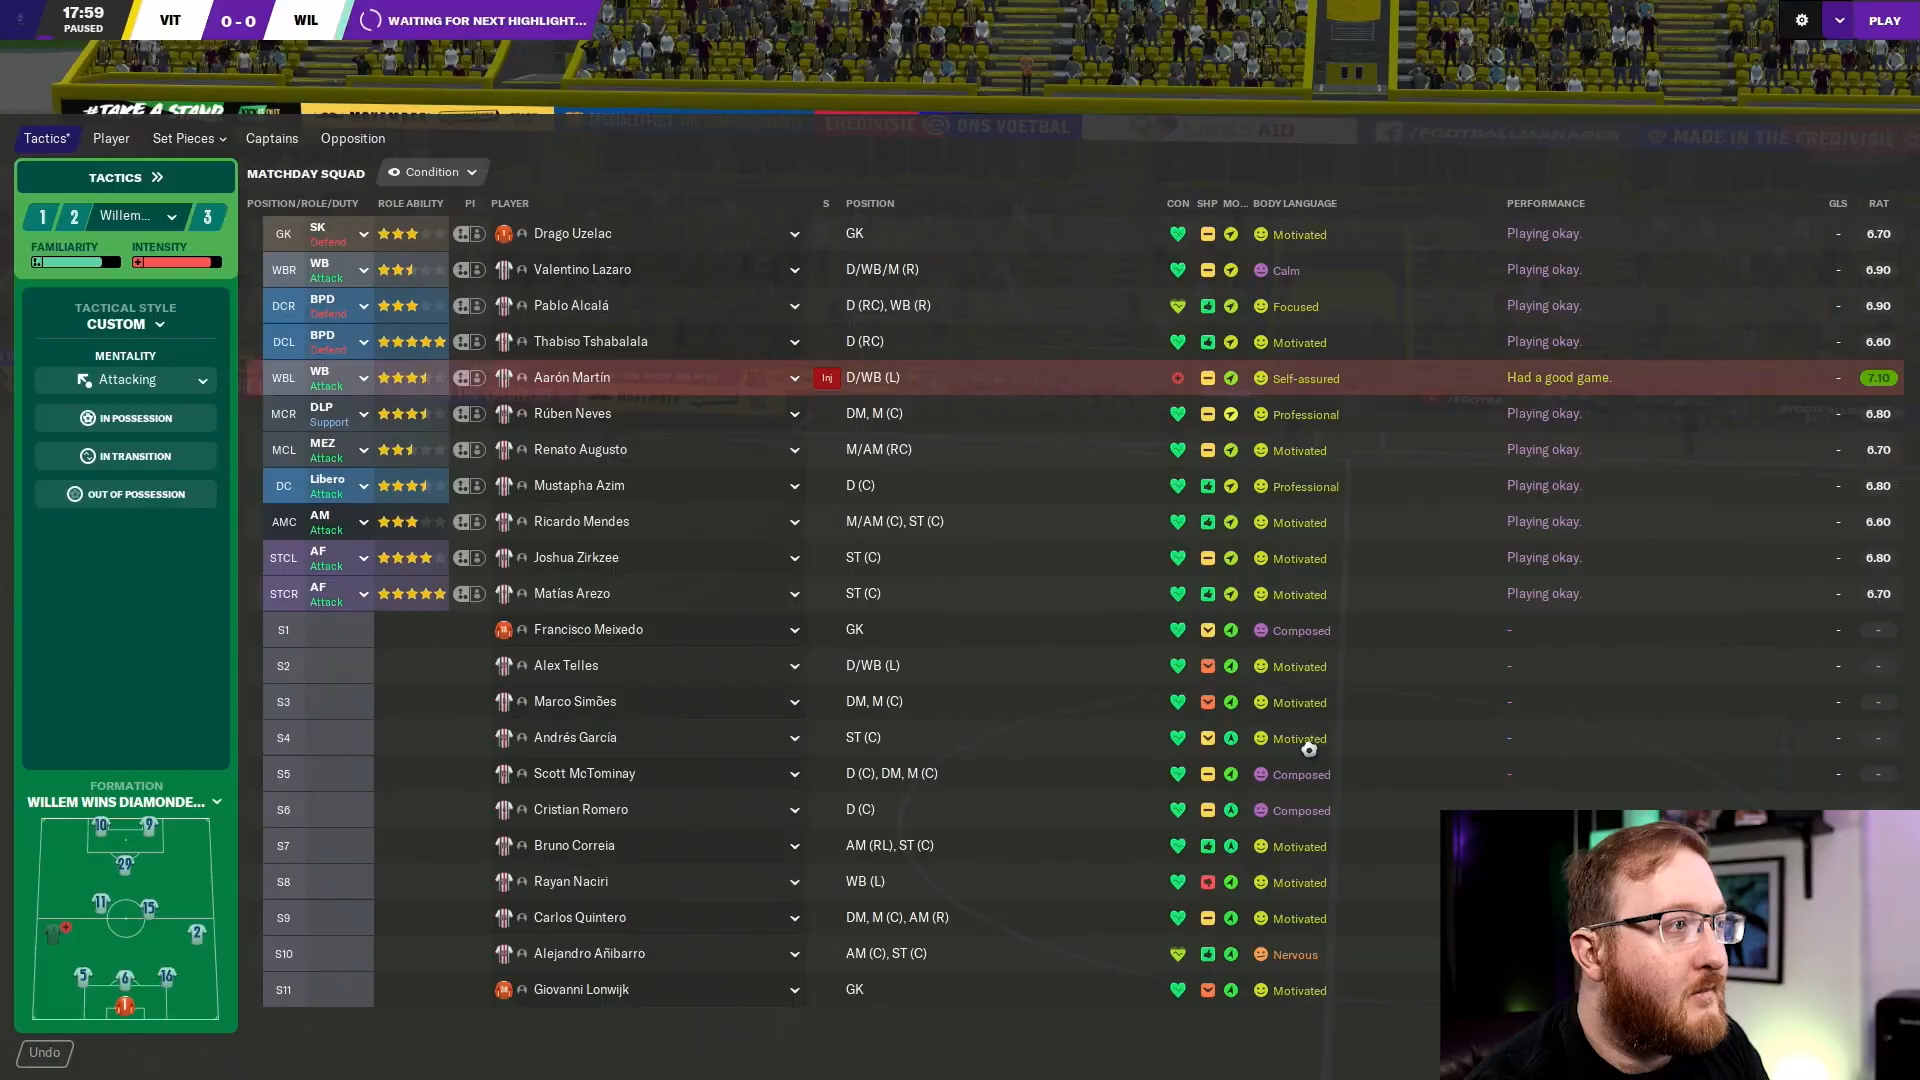 17:59
PAUSED
VIT
0 - 0
WIL
WAITING FOR NEXT HIGHLIGHT...
PLAY
#TAKE A STAND
EREDIVISIE
ONS VOETBAL
/FOOTBALLMANAGER
MADE IN THE EREDIVISIE
Tactics*
Player
Set Pieces
Captains
Opposition
TACTICS
1 2 Willem... 3
FAMILIARITY
INTENSITY
TACTICAL STYLE
CUSTOM
MENTALITY
Attacking
IN POSSESSION
IN TRANSITION
OUT OF POSSESSION
FORMATION
WILLEM WINS DIAMONDE...
10 9
29
11 15
2
5 6 16
1
Undo
MATCHDAY SQUAD
Condition
POSITION/ROLE/DUTY ROLE ABILITY PI PLAYER S POSITION CON SHP MO... BODY LANGUAGE PERFORMANCE GLS RAT
GK SK Defend Drago Uzelac GK Motivated Playing okay. - 6.70
WBR WB Attack Valentino Lazaro D/WB/M (R) Calm Playing okay. - 6.90
DCR BPD Defend Pablo Alcalá D (RC), WB (R) Focused Playing okay. - 6.90
DCL BPD Defend Thabiso Tshabalala D (RC) Motivated Playing okay. - 6.60
WBL WB Attack Aarón Martín Inj D/WB (L) Self-assured Had a good game. - 7.10
MCR DLP Support Rúben Neves DM, M (C) Professional Playing okay. - 6.80
MCL MEZ Attack Renato Augusto M/AM (RC) Motivated Playing okay. - 6.70
DC Libero Attack Mustapha Azim D (C) Professional Playing okay. - 6.80
AMC AM Attack Ricardo Mendes M/AM (C), ST (C) Motivated Playing okay. - 6.60
STCL AF Attack Joshua Zirkzee ST (C) Motivated Playing okay. - 6.80
STCR AF Attack Matías Arezo ST (C) Motivated Playing okay. - 6.70
S1 Francisco Meixedo GK Composed - - -
S2 Alex Telles D/WB (L) Motivated - - -
S3 Marco Simões DM, M (C) Motivated - - -
S4 Andrés García ST (C) Motivated - - -
S5 Scott McTominay D (C), DM, M (C) Composed - - -
S6 Cristian Romero D (C) Composed
S7 Bruno Correia AM (RL), ST (C) Motivated
S8 Rayan Naciri WB (L) Motivated
S9 Carlos Quintero DM, M (C), AM (R) Motivated
S10 Alejandro Añibarro AM (C), ST (C) Nervous
S11 Giovanni Lonwijk GK Motivated